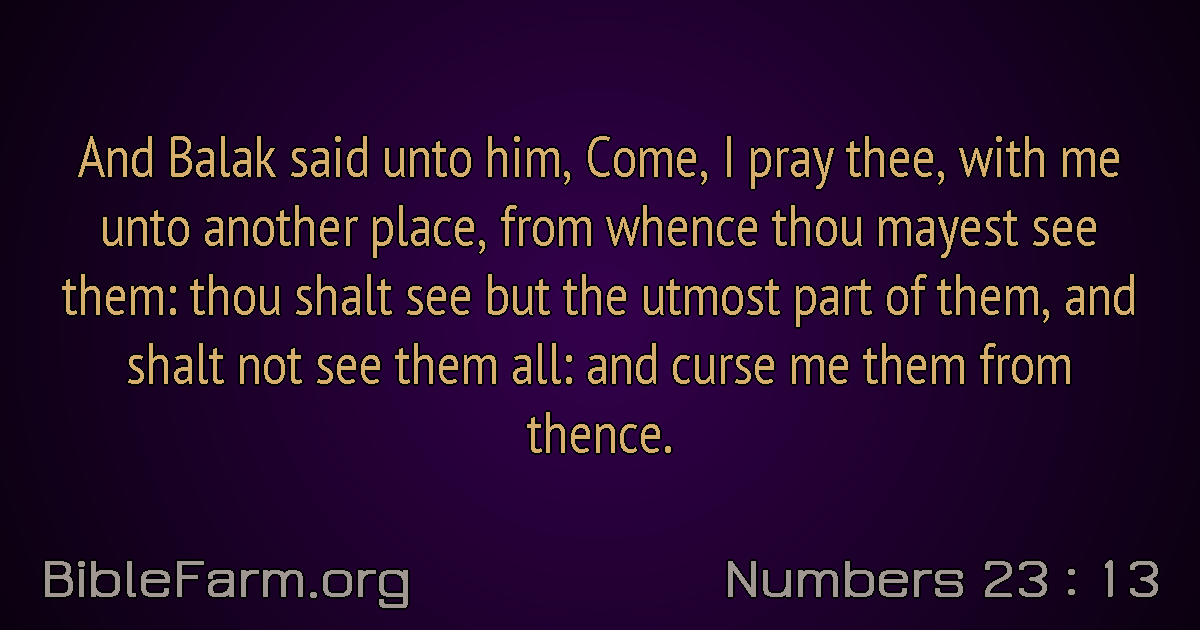 And Balak said unto him, Come, I pray thee, with me
unto another place, from whence thou mayest see
them: thou shalt see but the utmost part of them, and
shalt not see them all: and curse me them from
thence.
BibleFarm.org
Numbers 23 : 13